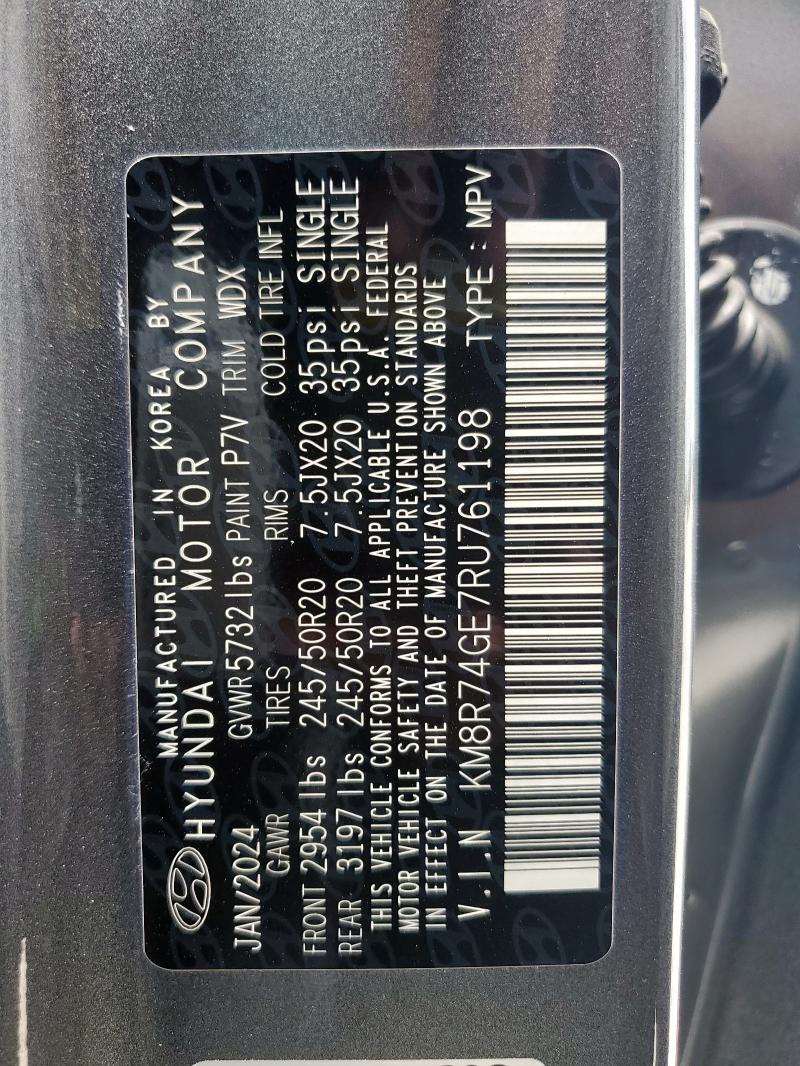 MANUFACTURED IN KOREA BY
HYUNDAI MOTOR COMPANY
JAN/2024 GVWR 5732 lbs PAINT P7V TRIM WDX
GAWR TIRES RIMS COLD TIRE INFL
FRONT 2954 lbs 245/50R20 7.5JX20 35psi SINGLE
REAR 3197 lbs 245/50R20 7.5JX20 35psi SINGLE
THIS VEHICLE CONFORMS TO ALL APPLICABLE U.S.A. FEDERAL
MOTOR VEHICLE SAFETY AND THEFT PREVENTION STANDARDS
IN EFFECT ON THE DATE OF MANUFACTURE SHOWN ABOVE
V.I.N KM8R74GE7RU761198 TYPE : MPV